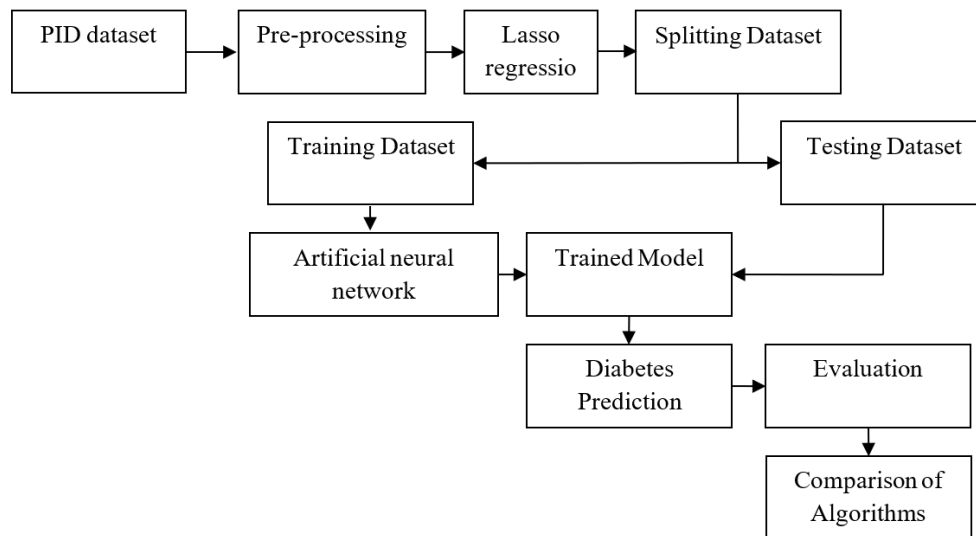 PID dataset
Pre-processing
Lasso
regressio
Splitting Dataset
Training Dataset
Testing Dataset
Artificial neural
network
Trained Model
Diabetes
Prediction
Evaluation
Comparison of
Algorithms